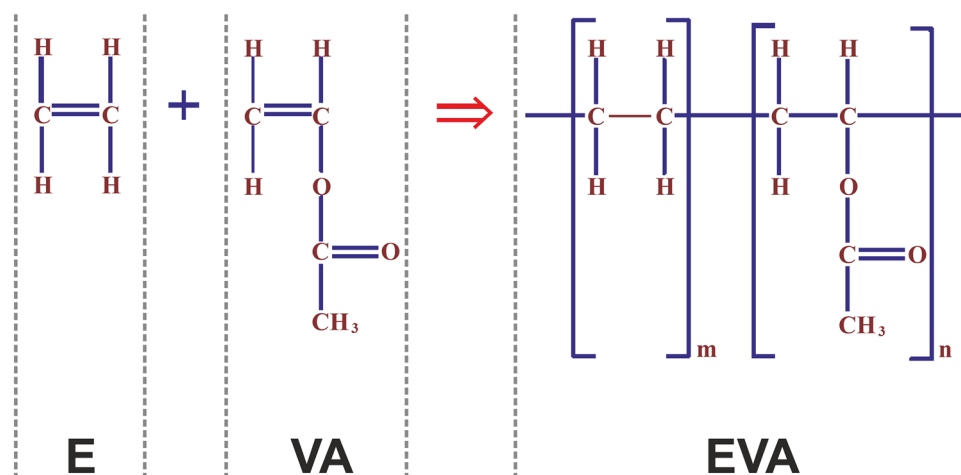 H H H H H H H H
C C + C C ⇒ C C C C
H H H O H H H O
C O C O
CH₃ CH₃
m n
E VA EVA